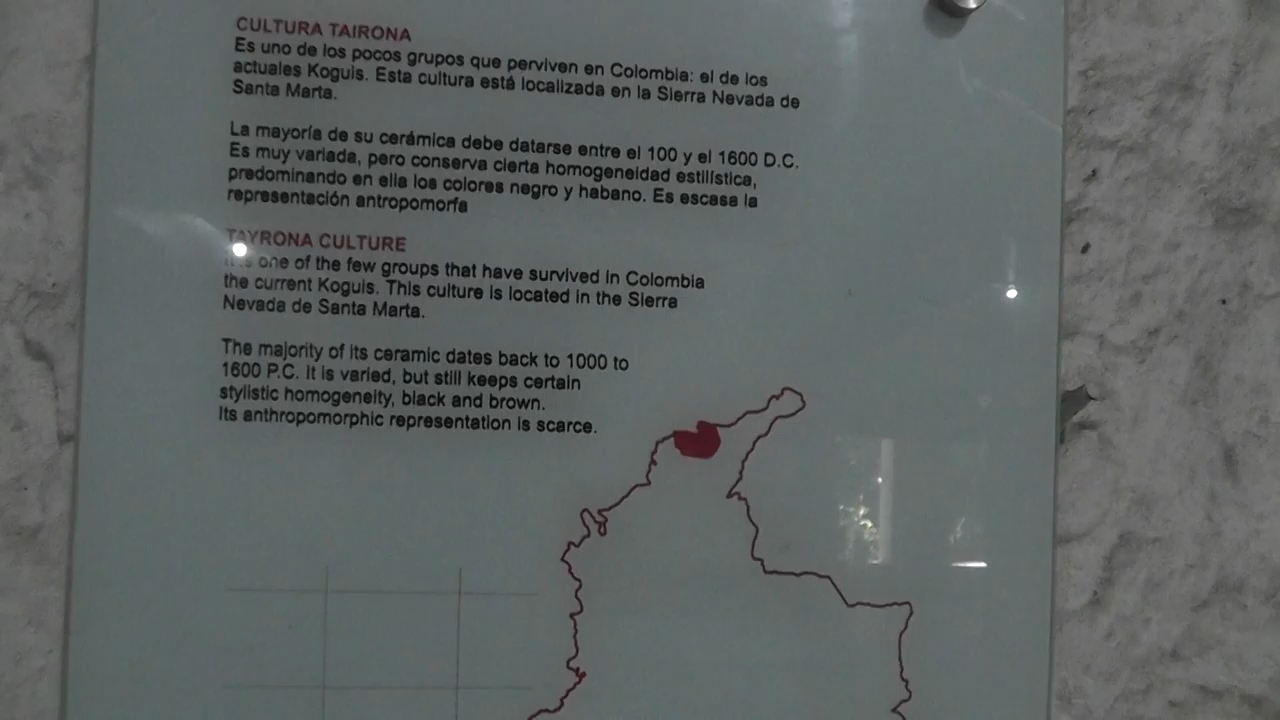 CULTURA TAIRONA
Es uno de los pocos grupos que perviven en Colombia: el de los
actuales Koguis. Esta cultura está localizada en la Sierra Nevada de
Santa Marta.
La mayoría de su cerámica debe datarse entre el 100 y el 1600 D.C.
Es muy variada, pero conserva cierta homogeneidad estilística,
predominando en ella los colores negro y habano. Es escasa la
representación antropomorfa
TAYRONA CULTURE
one of the few groups that have survived in Colombia
the current Koguis. This culture is located in the Sierra
Nevada de Santa Marta.
The majority of its ceramic dates back to 1000 to
1600 P.C. It is varied, but still keeps certain
stylistic homogeneity, black and brown.
Its anthropomorphic representation is scarce.